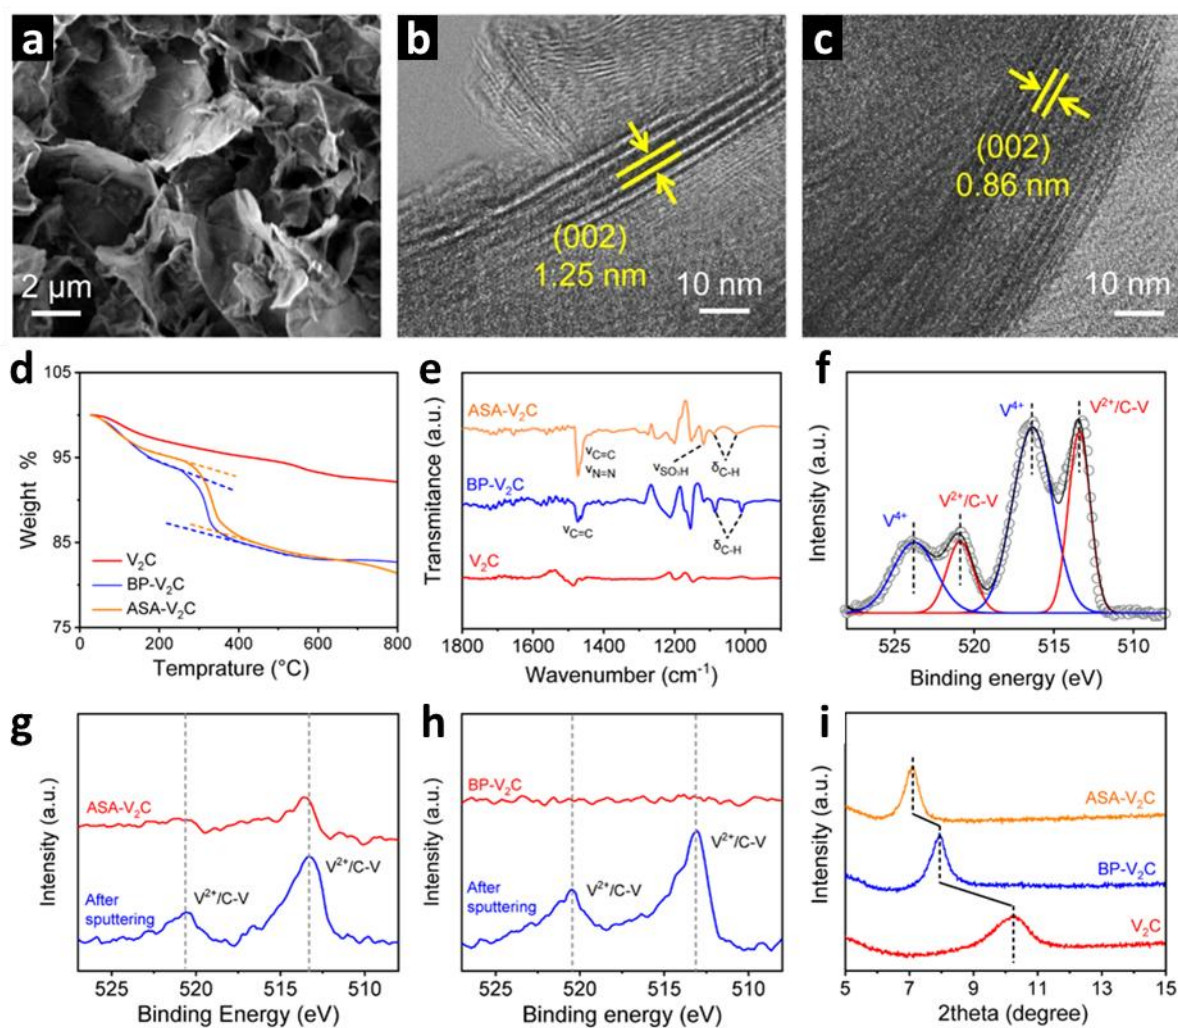 a
2 µm
b
(002)
1.25 nm
10 nm
c
(002)
0.86 nm
10 nm
d
105
95
85
75
Weight %
V₂C
BP-V₂C
ASA-V₂C
0
200
400
600
800
Temprature (°C)
e
Transmitance (a.u.)
ASA-V₂C
νC=C
νN=N
νSO₃H
δC-H
BP-V₂C
νC=C
δC-H
V₂C
1800
1600
1400
1200
1000
Wavenumber (cm⁻¹)
f
Intensity (a.u.)
V⁴⁺
V²⁺/C-V
V⁴⁺
V²⁺/C-V
525
520
515
510
Binding energy (eV)
g
Intensity (a.u.)
ASA-V₂C
V²⁺/C-V
V²⁺/C-V
After
sputtering
525
520
515
510
Binding Energy (eV)
h
Intensity (a.u.)
BP-V₂C
V²⁺/C-V
V²⁺/C-V
After
sputtering
525
520
515
510
Binding energy (eV)
i
Intensity (a.u.)
ASA-V₂C
BP-V₂C
V₂C
5
7
9
11
13
15
2theta (degree)